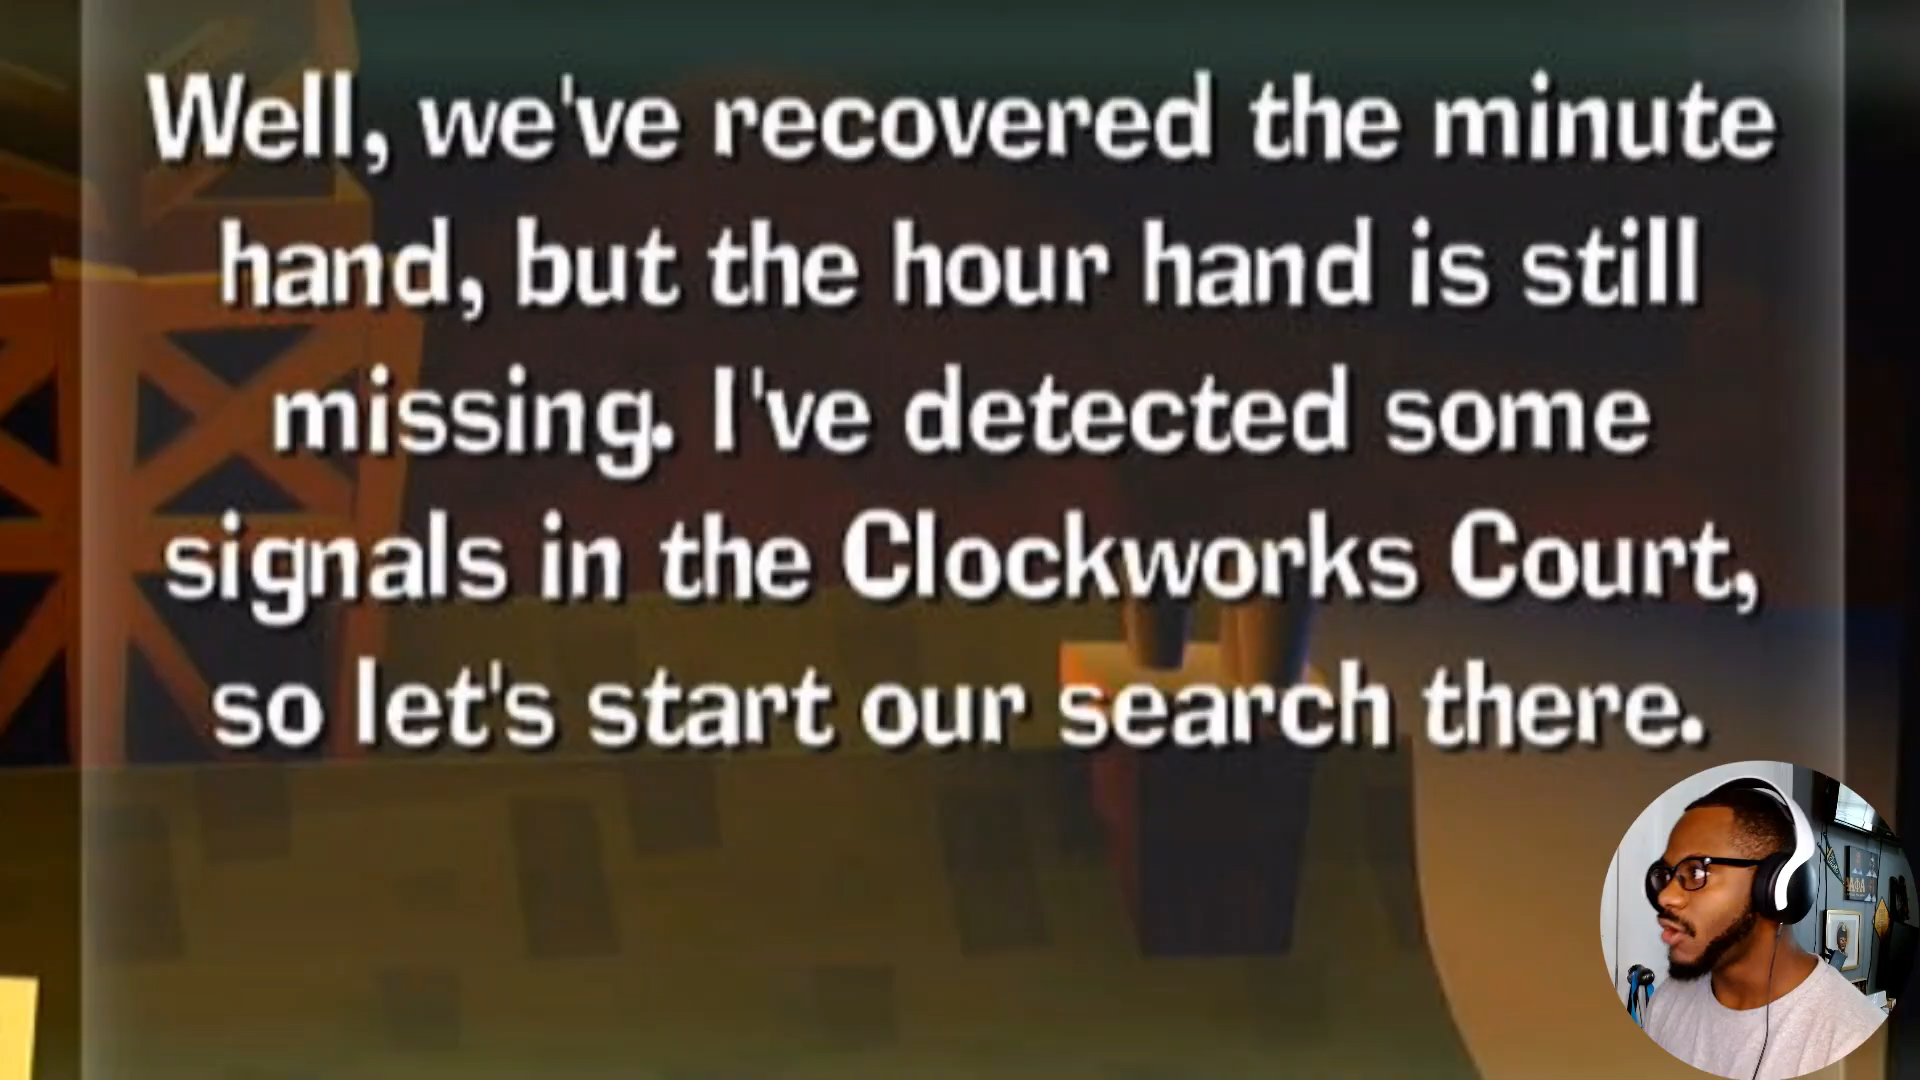 Well, we've recovered the minute
hand, but the hour hand is still
missing. I've detected some
signals in the Clockworks Court,
so let's start our search there.